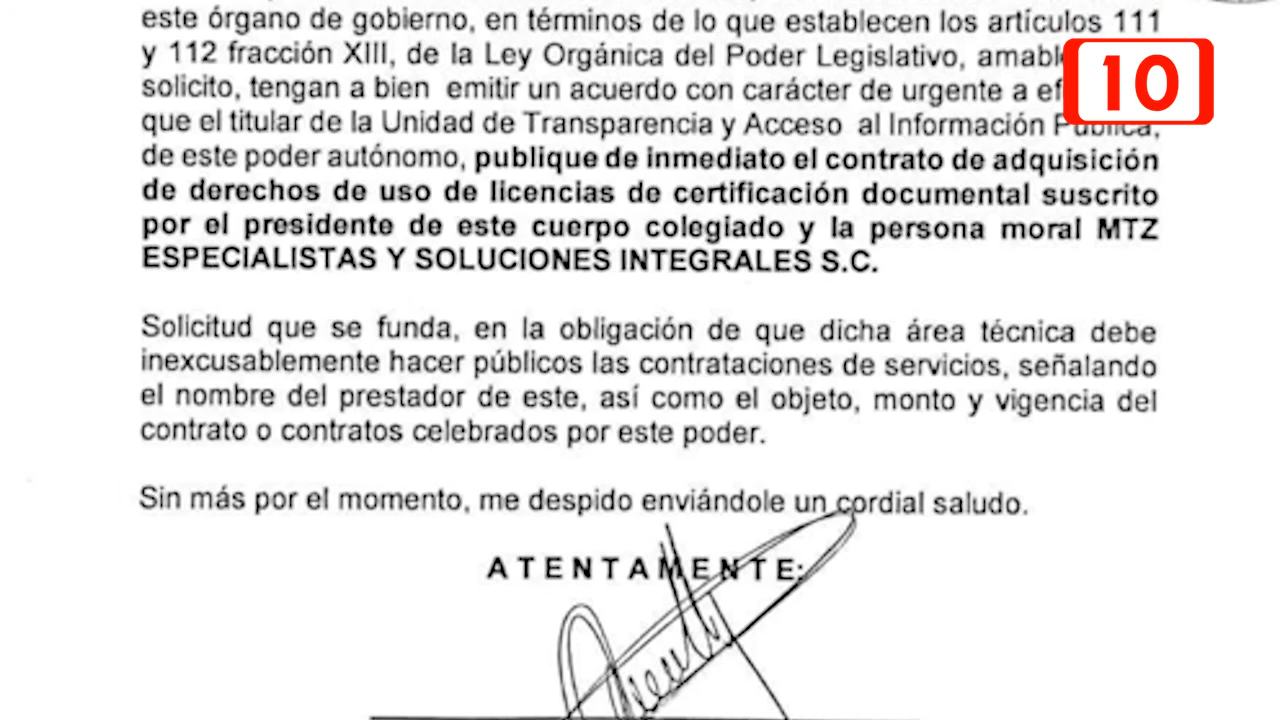 este órgano de gobierno, en términos de lo que establecen los artículos 111
y 112 fracción XIII, de la Ley Orgánica del Poder Legislativo,
solicito, tengan a bien emitir un acuerdo con carácter de urgente a
que el titular de la Unidad de Transparencia y Acceso al Información Pública,
de este poder autónomo, publique de inmediato el contrato de adquisición
de derechos de uso de licencias de certificación documental suscrito
por el presidente de este cuerpo colegiado y la persona moral MTZ
ESPECIALISTAS Y SOLUCIONES INTEGRALES S.C.
Solicitud que se funda, en la obligación de que dicha área técnica debe
inexcusablemente hacer públicos las contrataciones de servicios, señalando
el nombre del prestador de este, así como el objeto, monto y vigencia del
contrato o contratos celebrados por este poder.
Sin más por el momento, me despido enviándole un cordial saludo.
ATENTAMENTE:
10